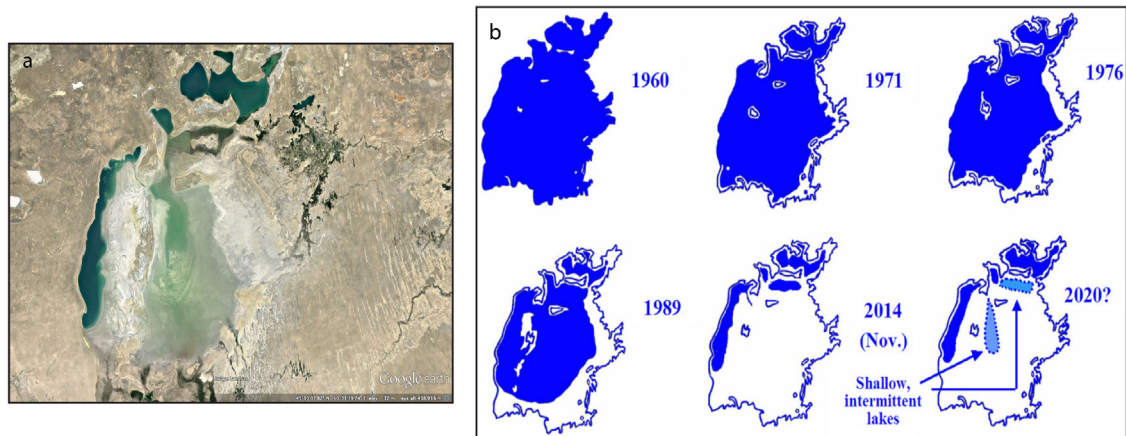 a
Google earth
b
1960
1971
1976
1989
2014
(Nov.)
2020?
Shallow,
intermittent
lakes